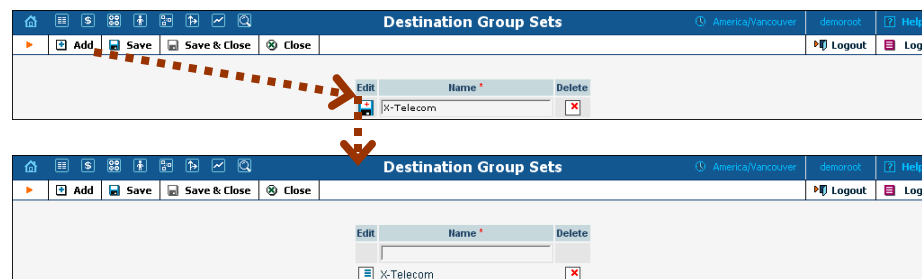 Destination Group Sets America/Vancouver demoroot Help
Add Save Save & Close Close Logout Log
Edit Name * Delete
X-Telecom
Destination Group Sets America/Vancouver demoroot Help
Add Save Save & Close Close Logout Log
Edit Name * Delete
X-Telecom